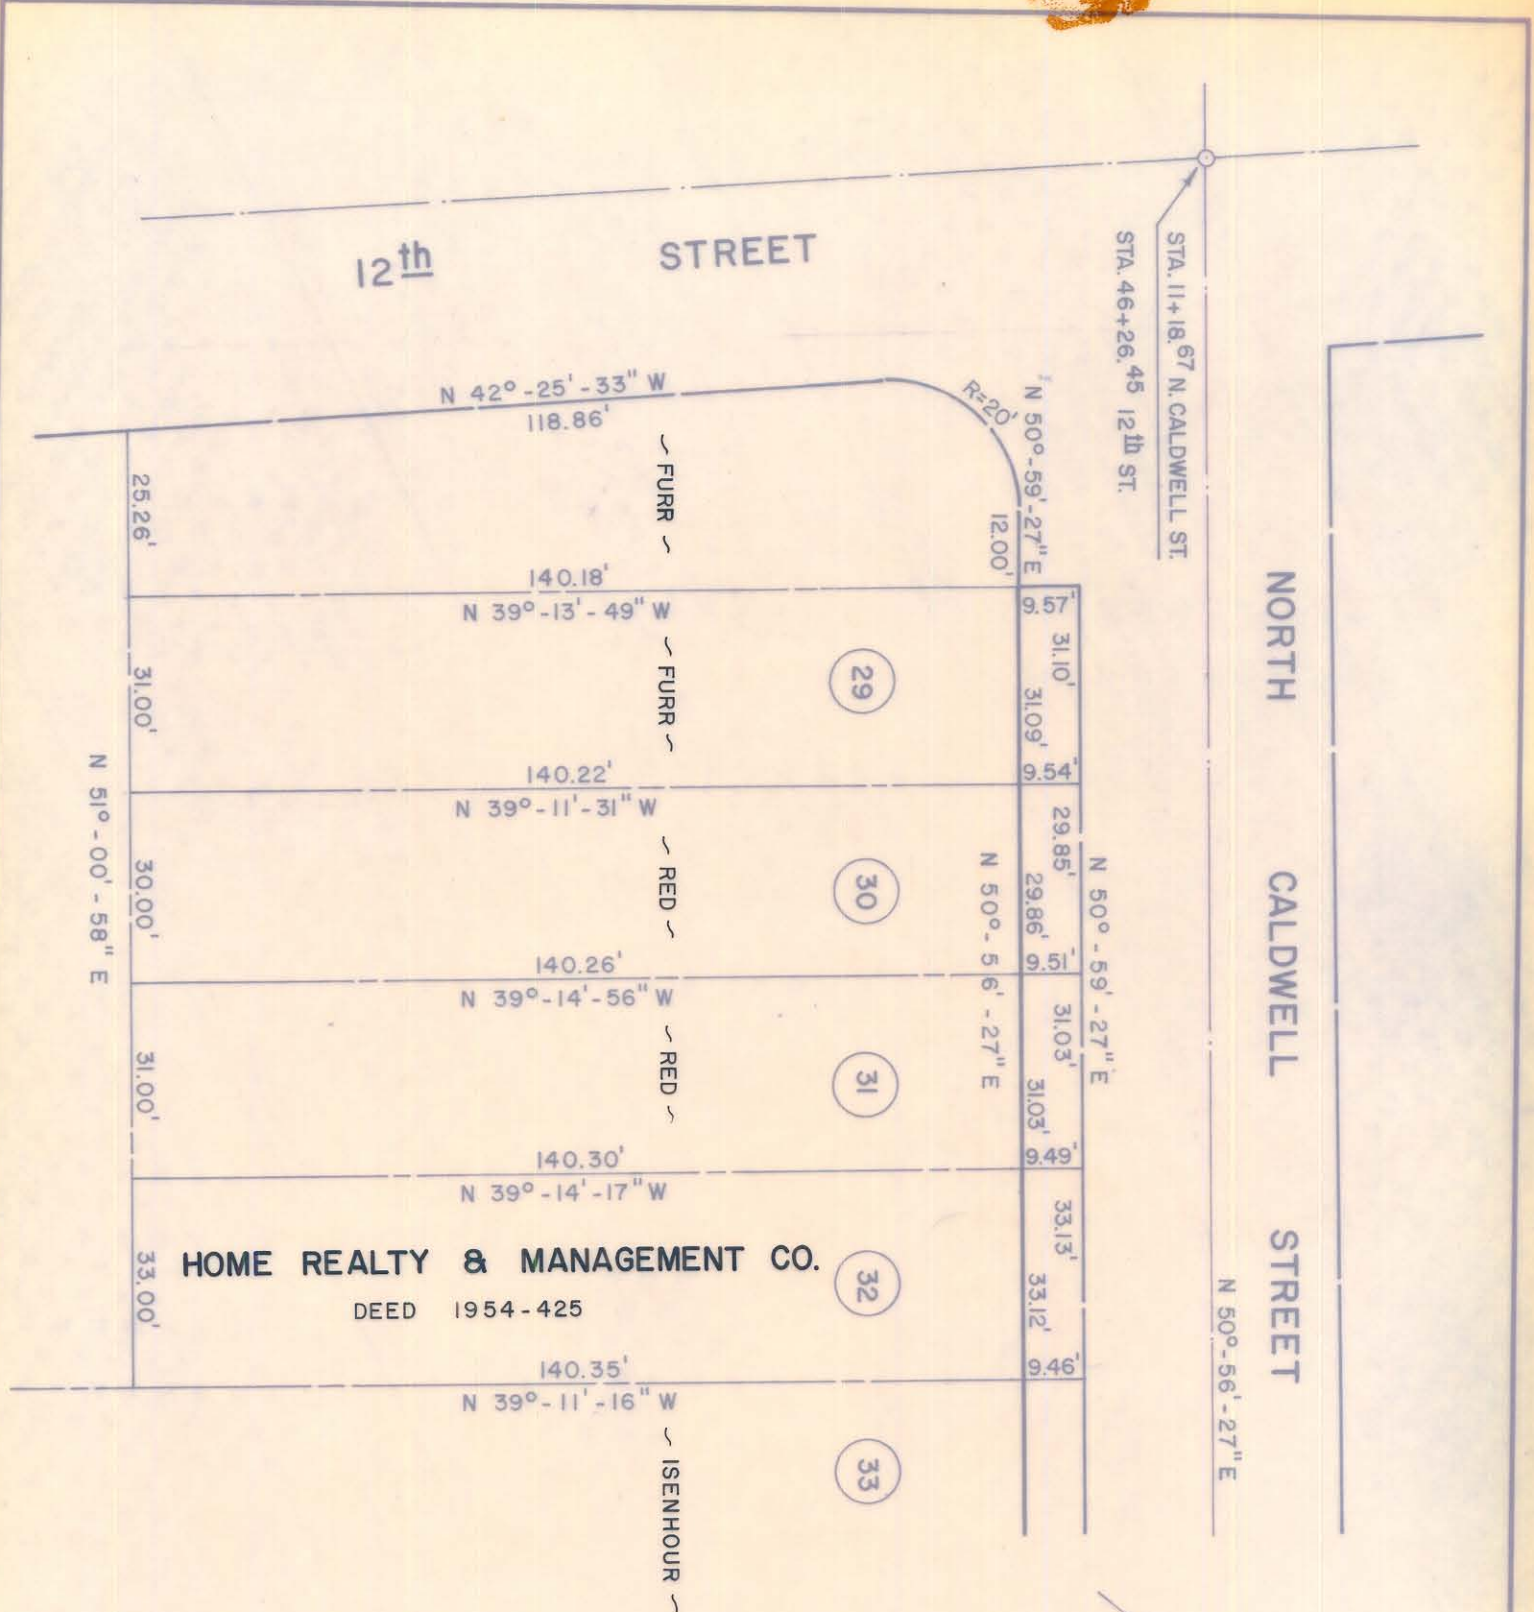 12th STREET
STA. 11+18.67 N. CALDWELL ST.
STA. 46+26.45 12th ST.
N 42°-25'-33" W
118.86'
R=20'
N 50°-59'-27" E
12.00'
~ FURR ~
25.26'
140.18'
N 39°-13'-49" W
9.57'
31.10'
31.09'
~ FURR ~
29
31.00'
140.22'
N 39°-11'-31" W
9.54'
29.85'
29.86'
~ RED ~
30
30.00'
N 51°-00'-58" E
N 50°-56'-27" E
N 50°-59'-27" E
140.26'
N 39°-14'-56" W
9.51'
31.03'
31.03'
~ RED ~
31
31.00'
140.30'
N 39°-14'-17" W
9.49'
33.13'
33.12'
HOME REALTY & MANAGEMENT CO.
DEED 1954-425
32
33.00'
140.35'
N 39°-11'-16" W
9.46'
~ ISENHOUR ~
33
NORTH CALDWELL STREET
N 50°-56'-27" E